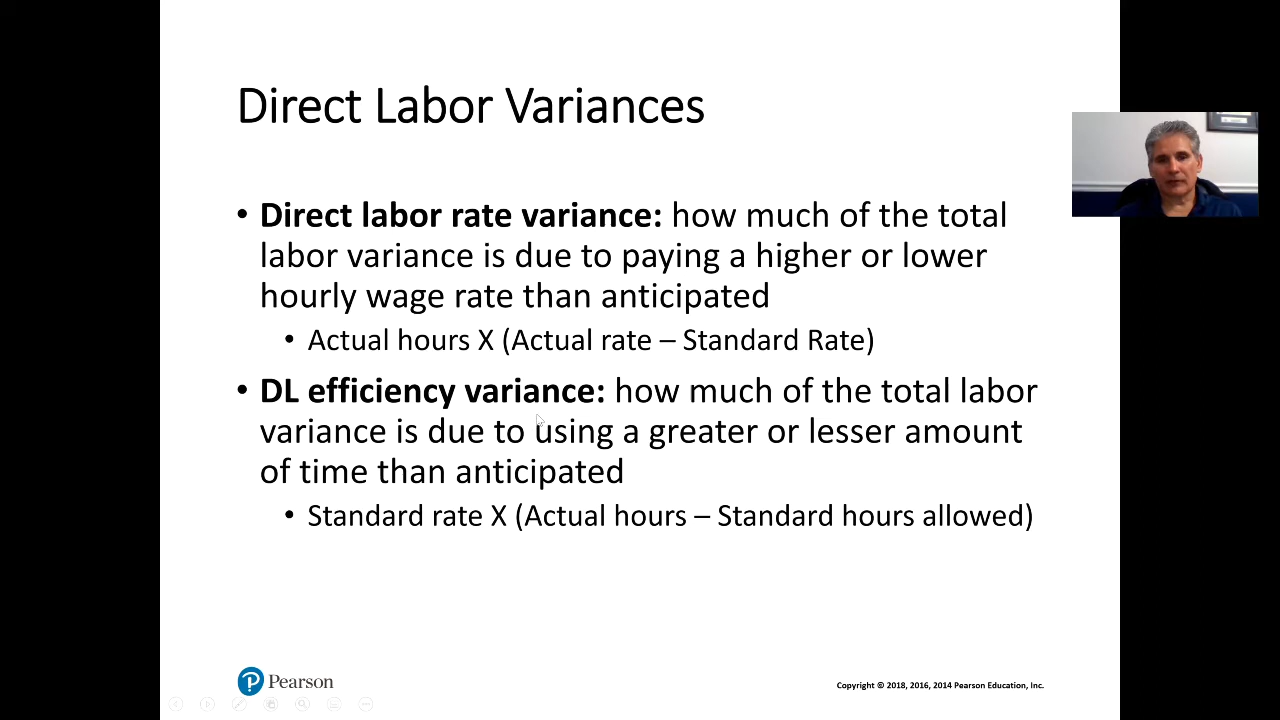 Direct Labor Variances
• Direct labor rate variance: how much of the total
labor variance is due to paying a higher or lower
hourly wage rate than anticipated
• Actual hours X (Actual rate – Standard Rate)
• DL efficiency variance: how much of the total labor
variance is due to using a greater or lesser amount
of time than anticipated
• Standard rate X (Actual hours – Standard hours allowed)
P Pearson
Copyright © 2018, 2016, 2014 Pearson Education, Inc.